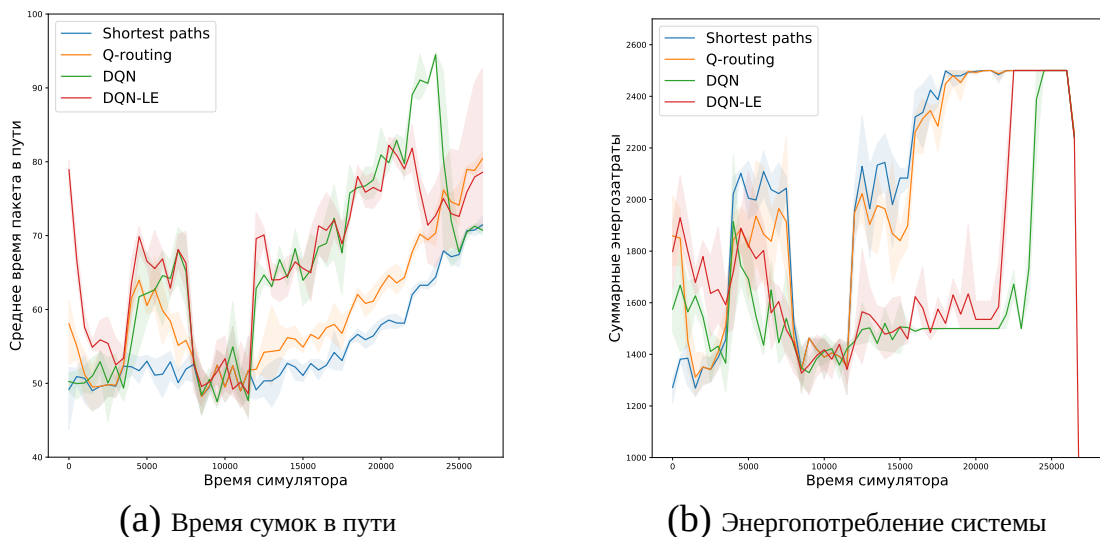 100
90
80
70
60
50
40
Среднее время пакета в пути
Shortest paths
Q-routing
DQN
DQN-LE
0 5000 10000 15000 20000 25000
Время симулятора
(a) Время сумок в пути
2600
2400
2200
2000
1800
1600
1400
1200
1000
Суммарные энергозатраты
Shortest paths
Q-routing
DQN
DQN-LE
0 5000 10000 15000 20000 25000
Время симулятора
(b) Энергопотребление системы